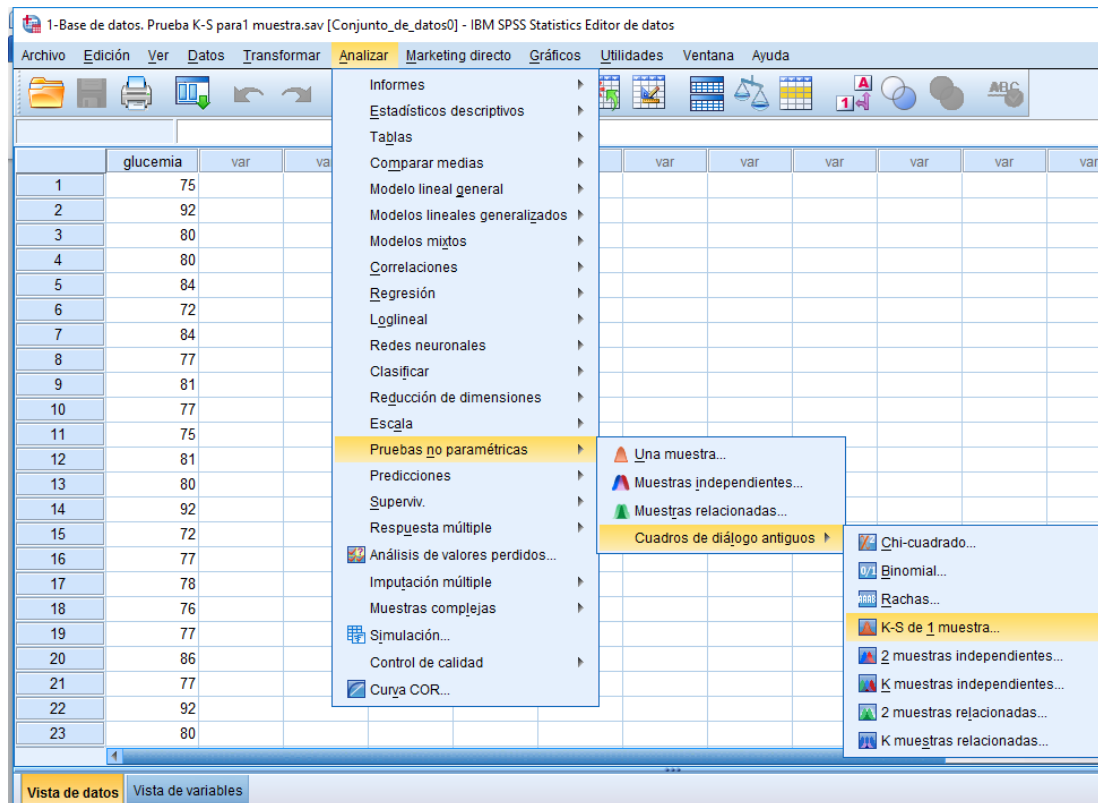 1-Base de datos. Prueba K-S para1 muestra.sav [Conjunto_de_datos0] - IBM SPSS Statistics Editor de datos
Archivo Edición Ver Datos Transformar Analizar Marketing directo Gráficos Utilidades Ventana Ayuda
glucemia var va var var var var var var
1 75
2 92
3 80
4 80
5 84
6 72
7 84
8 77
9 81
10 77
11 75
12 81
13 80
14 92
15 72
16 77
17 78
18 76
19 77
20 86
21 77
22 92
23 80
Informes
Estadísticos descriptivos
Tablas
Comparar medias
Modelo lineal general
Modelos lineales generalizados
Modelos mixtos
Correlaciones
Regresión
Loglineal
Redes neuronales
Clasificar
Reducción de dimensiones
Escala
Pruebas no paramétricas
Predicciones
Superviv.
Respuesta múltiple
Análisis de valores perdidos...
Imputación múltiple
Muestras complejas
Simulación...
Control de calidad
Curva COR...
Una muestra...
Muestras independientes...
Muestras relacionadas...
Cuadros de diálogo antiguos
Chi-cuadrado...
0/1 Binomial...
Rachas...
K-S de 1 muestra...
2 muestras independientes...
K muestras independientes...
2 muestras relacionadas...
K muestras relacionadas...
A
1
ABC
Vista de datos Vista de variables